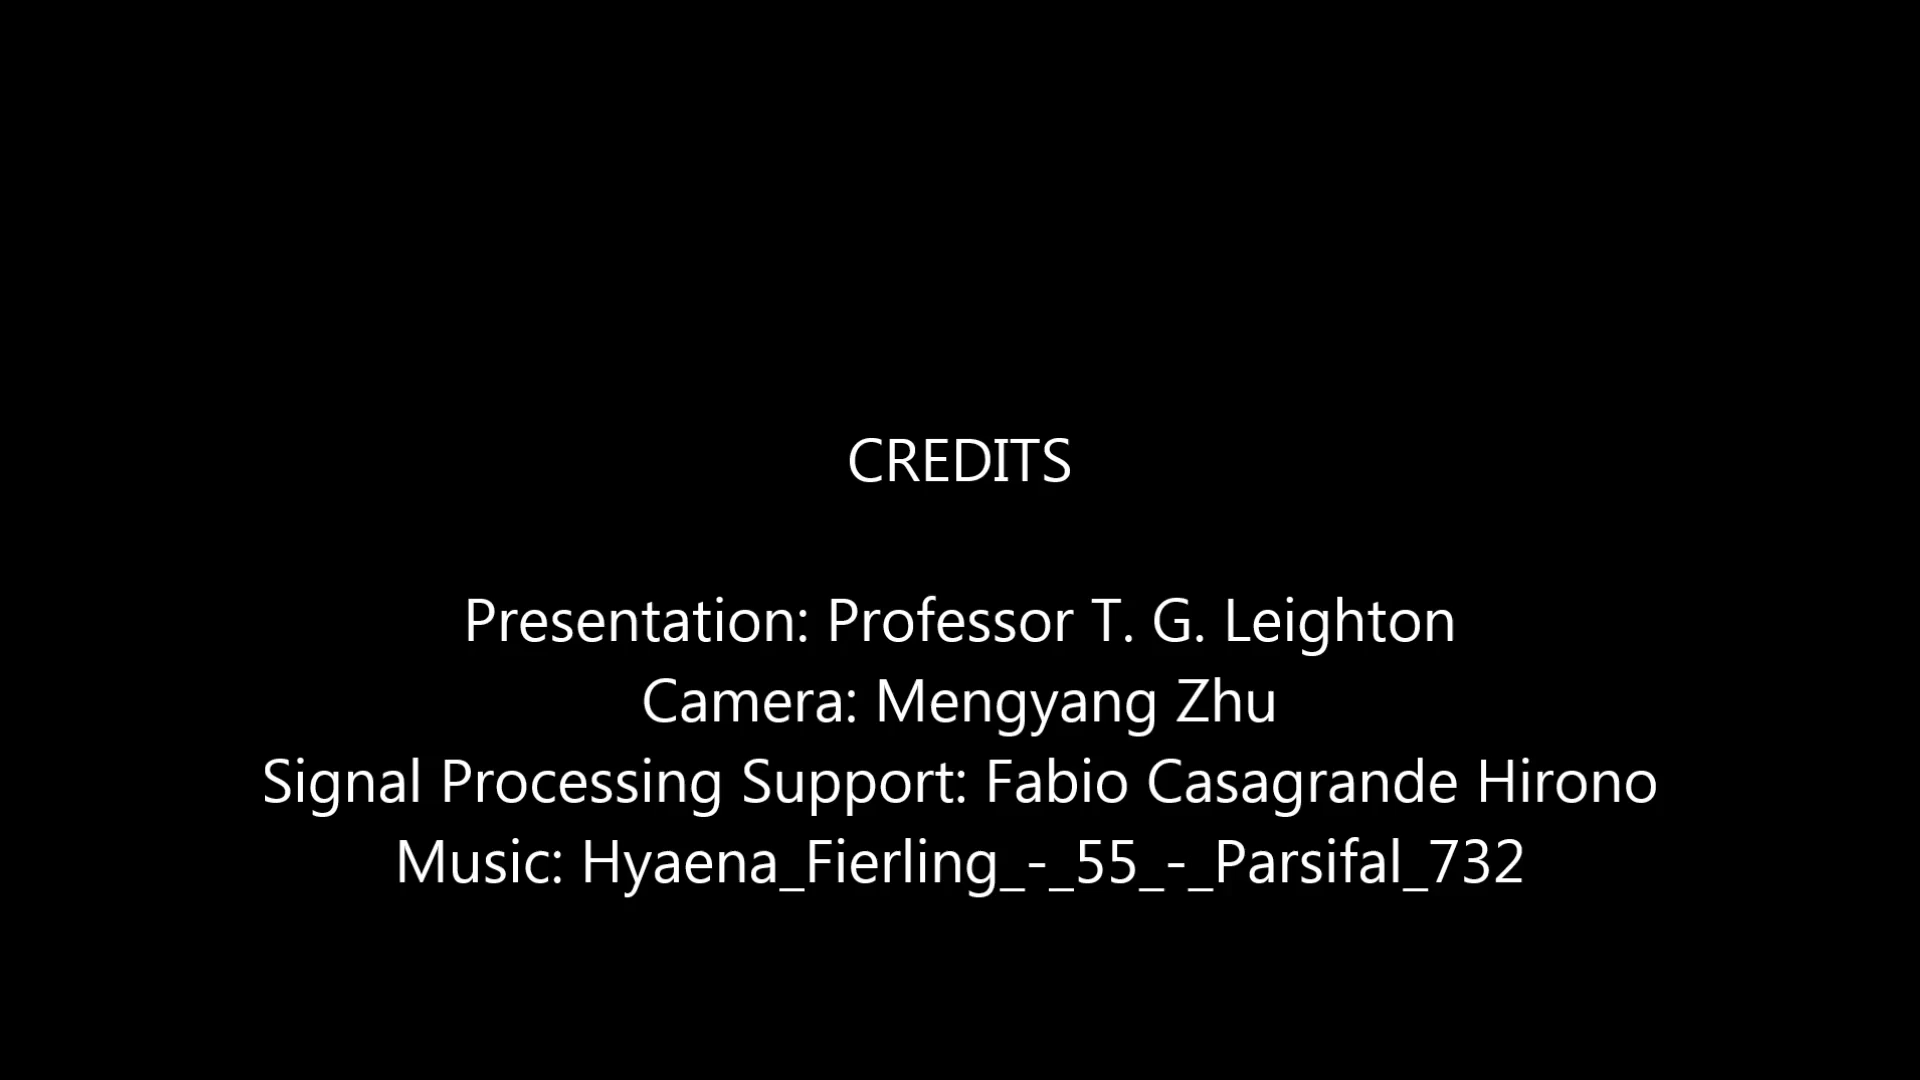 CREDITS
Presentation: Professor T. G. Leighton
Camera: Mengyang Zhu
Signal Processing Support: Fabio Casagrande Hirono
Music: Hyaena_Fierling_-_55_-_Parsifal_732